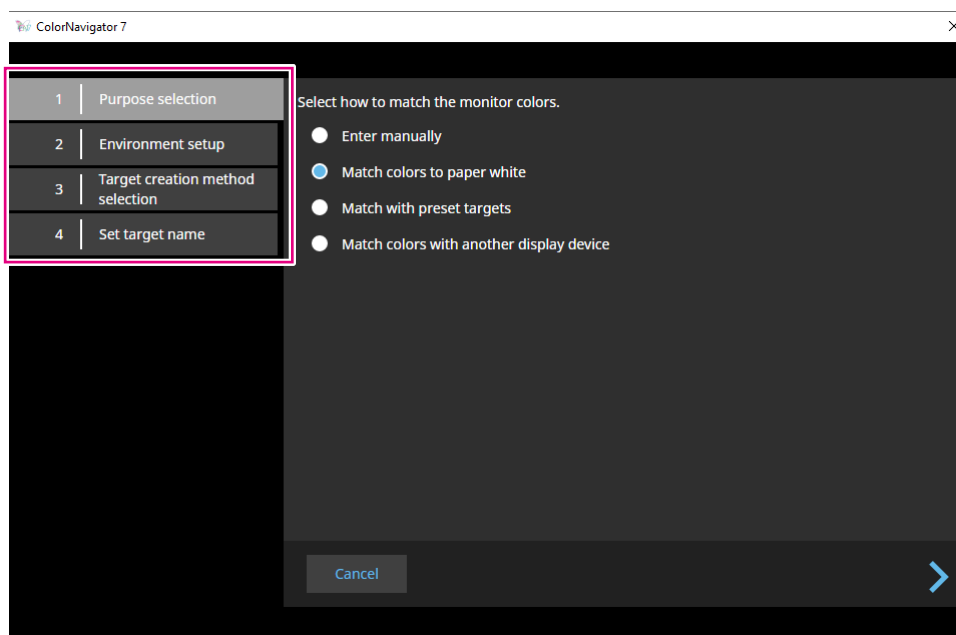 ColorNavigator 7
1 Purpose selection
2 Environment setup
3 Target creation method
selection
4 Set target name
Select how to match the monitor colors.
Enter manually
Match colors to paper white
Match with preset targets
Match colors with another display device
Cancel